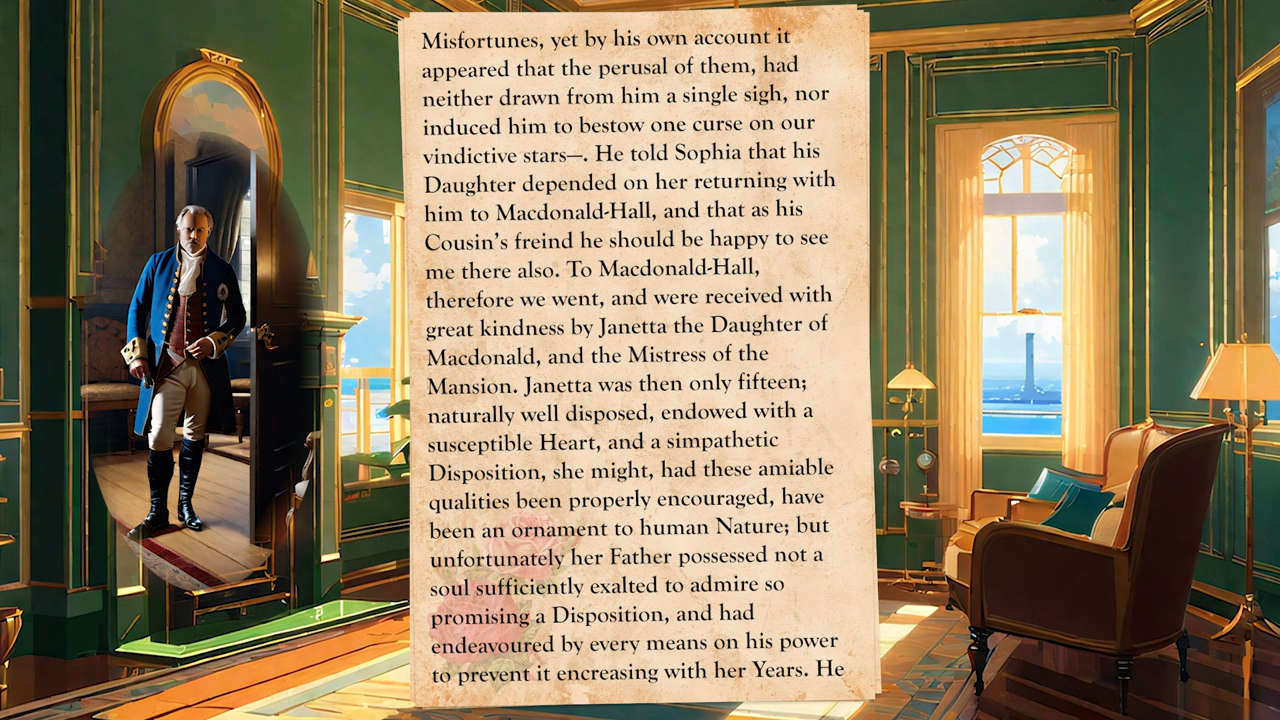 Misfortunes, yet by his own account it
appeared that the perusal of them, had
neither drawn from him a single sigh, nor
induced him to bestow one curse on our
vindictive stars—. He told Sophia that his
Daughter depended on her returning with
him to Macdonald-Hall, and that as his
Cousin's freind he should be happy to see
me there also. To Macdonald-Hall,
therefore we went, and were received with
great kindness by Janetta the Daughter of
Macdonald, and the Mistress of the
Mansion. Janetta was then only fifteen;
naturally well disposed, endowed with a
susceptible Heart, and a simpathetic
Disposition, she might, had these amiable
qualities been properly encouraged, have
been an ornament to human Nature; but
unfortunately her Father possessed not a
soul sufficiently exalted to admire so
promising a Disposition, and had
endeavoured by every means on his power
to prevent it encreasing with her Years. He